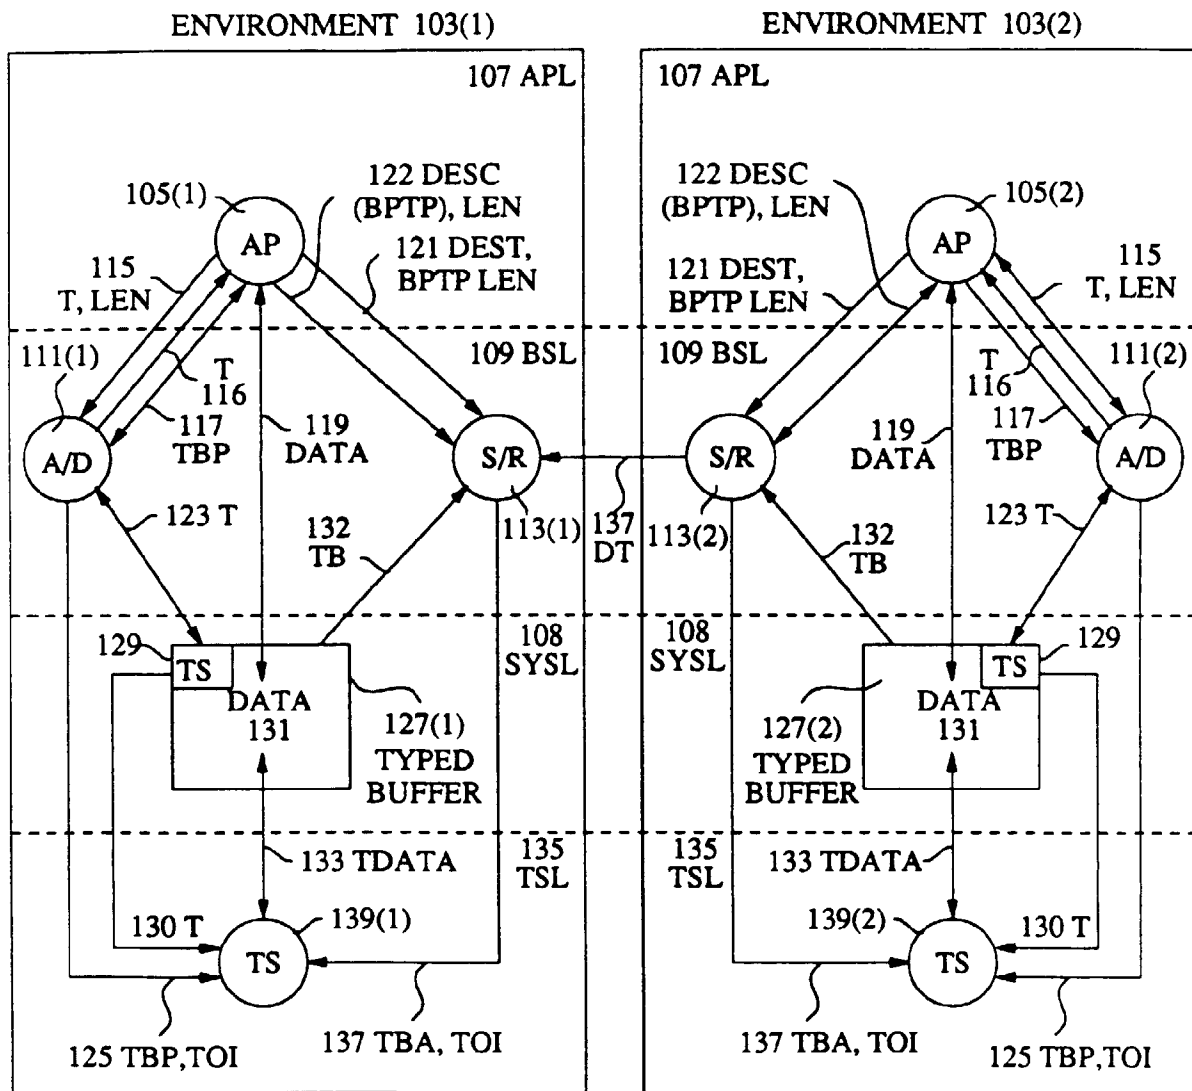 ENVIRONMENT 103(1)
ENVIRONMENT 103(2)
107 APL
107 APL
122 DESC
(BPTP), LEN
105(1)
AP
121 DEST,
BPTP LEN
115
T, LEN
122 DESC
(BPTP), LEN
105(2)
AP
121 DEST,
BPTP LEN
115
T, LEN
111(1)
109 BSL
T
116
117
TBP
119
DATA
A/D
S/R
113(1)
123 T
132
TB
137
DT
109 BSL
111(2)
T
116
117
TBP
119
DATA
S/R
A/D
113(2)
123 T
132
TB
129
TS
DATA
131
108
SYSL
127(1)
TYPED
BUFFER
108
SYSL
129
TS
DATA
131
127(2)
TYPED
BUFFER
133 TDATA
135
TSL
139(1)
130 T
TS
125 TBP,TOI
137 TBA, TOI
135
TSL
133 TDATA
139(2)
130 T
TS
137 TBA, TOI
125 TBP,TOI